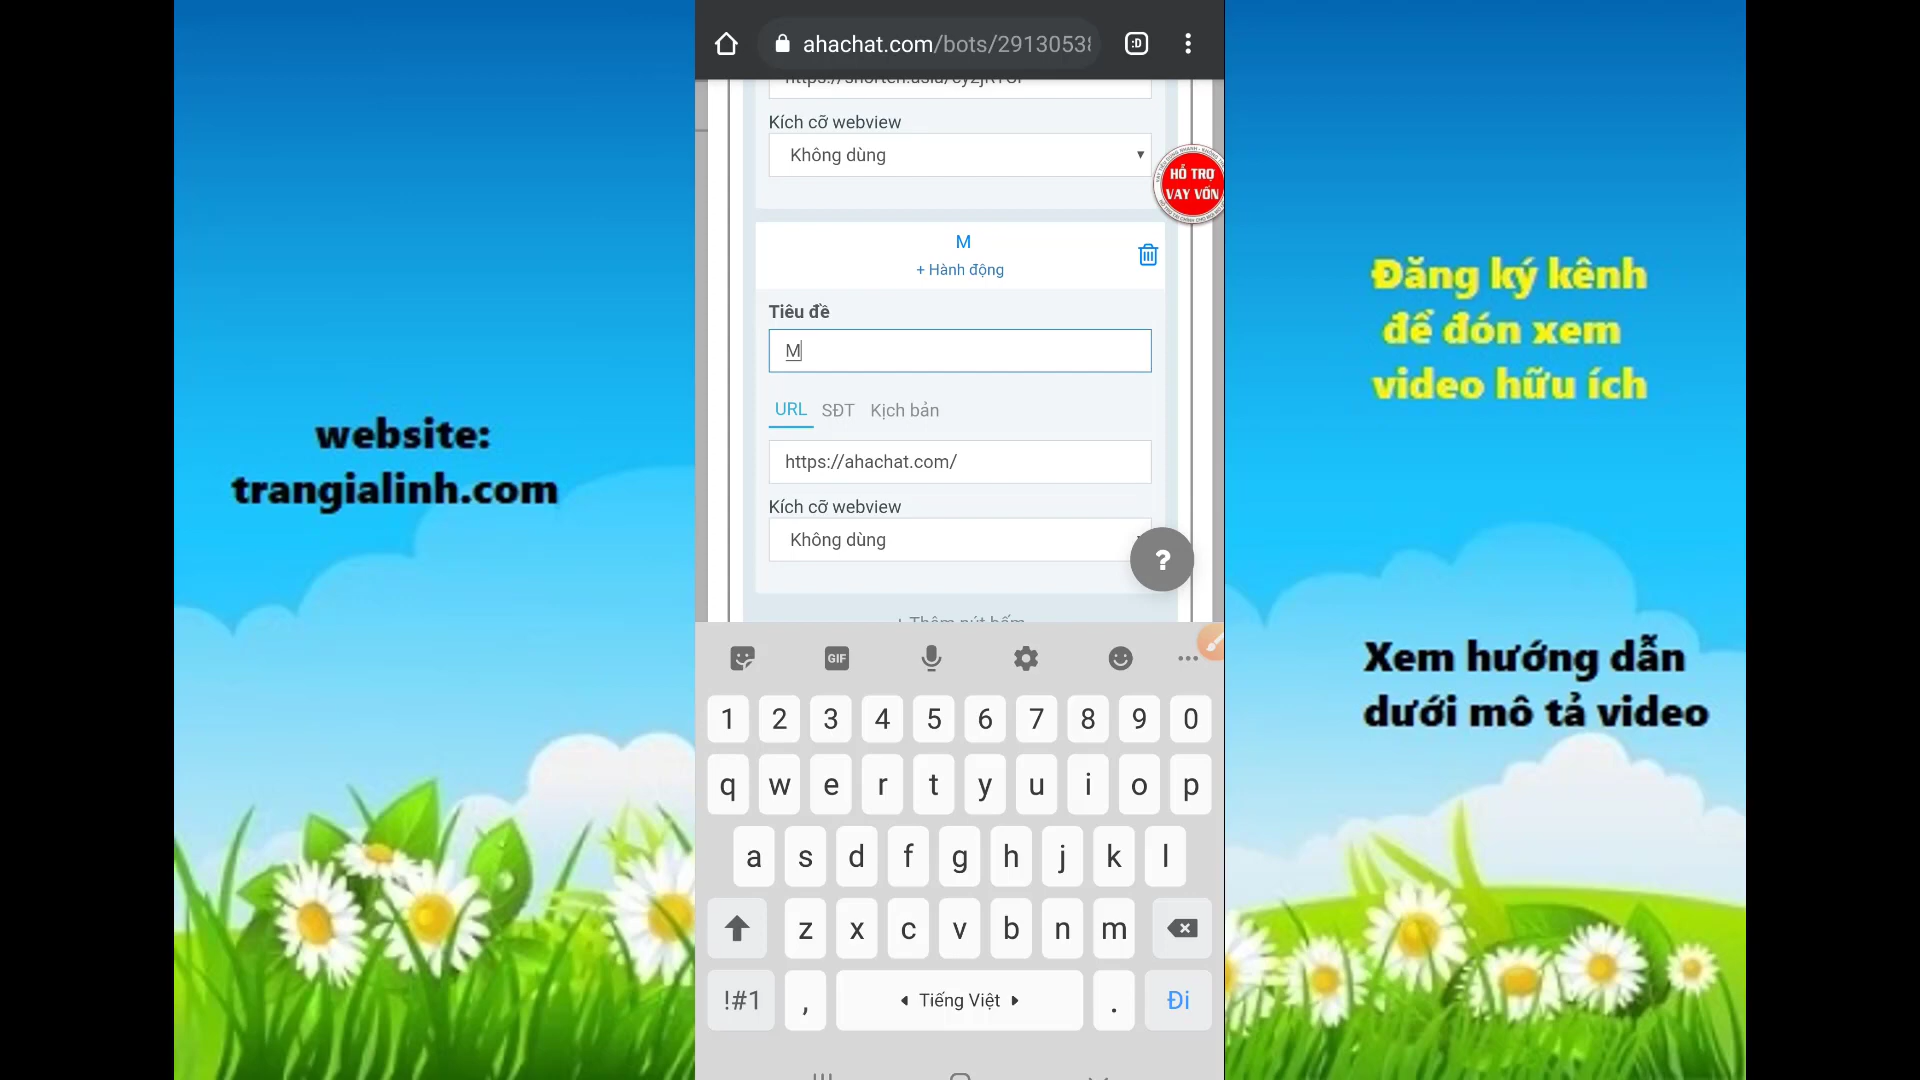 website:
trangialinh.com
ahachat.com/bots/2913053
:D
Kích cỡ webview
Không dùng
HỖ TRỢ
VAY VỐN
M
+ Hành động
Tiêu đề
M
URL SĐT Kịch bản
https://ahachat.com/
Kích cỡ webview
Không dùng
?
GIF
1 2 3 4 5 6 7 8 9 0
q w e r t y u i o p
a s d f g h j k l
z x c v b n m
!#1 , Tiếng Việt . Đi
Đăng ký kênh
để đón xem
video hữu ích
Xem hướng dẫn
dưới mô tả video